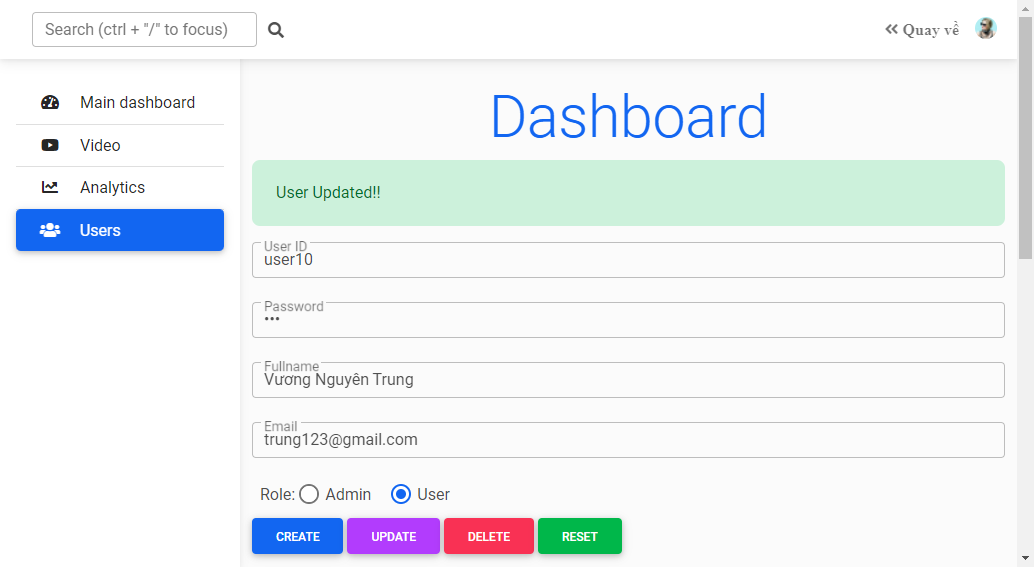 Search (ctrl + "/" to focus)
Quay về
Main dashboard
Video
Analytics
Users
Dashboard
User Updated!!
User ID
user10
Password
•••
Fullname
Vương Nguyên Trung
Email
trung123@gmail.com
Role: Admin User
CREATE UPDATE DELETE RESET